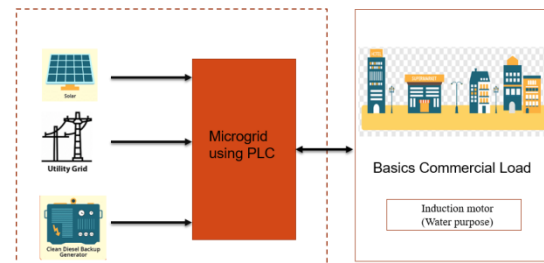 Solar
Utility Grid
Clean Diesel Backup
Generator
Microgrid
using PLC
Basics Commercial Load
Induction motor
(Water purpose)